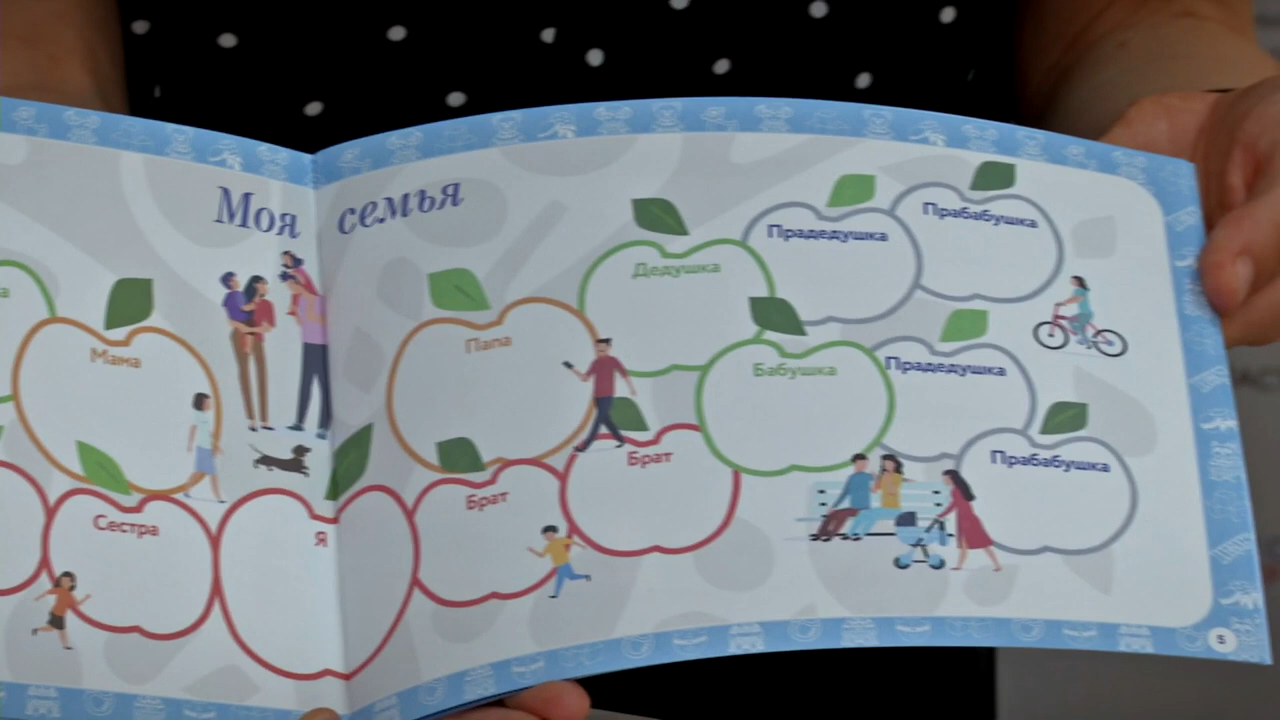 Моя семья
Прабабушка
Прадедушка
Дедушка
Папа
Мама
Бабушка
Прадедушка
Прабабушка
Брат
Брат
Я
Сестра
5